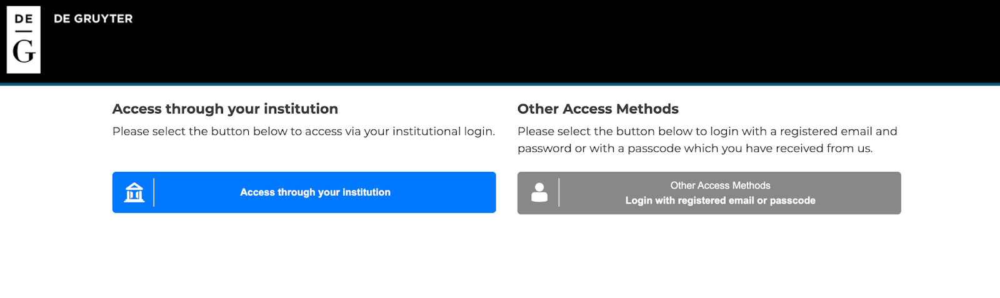 DE
G
DE GRUYTER
Access through your institution
Please select the button below to access via your institutional login.
Access through your institution
Other Access Methods
Please select the button below to login with a registered email and
password or with a passcode which you have received from us.
Other Access Methods
Login with registered email or passcode